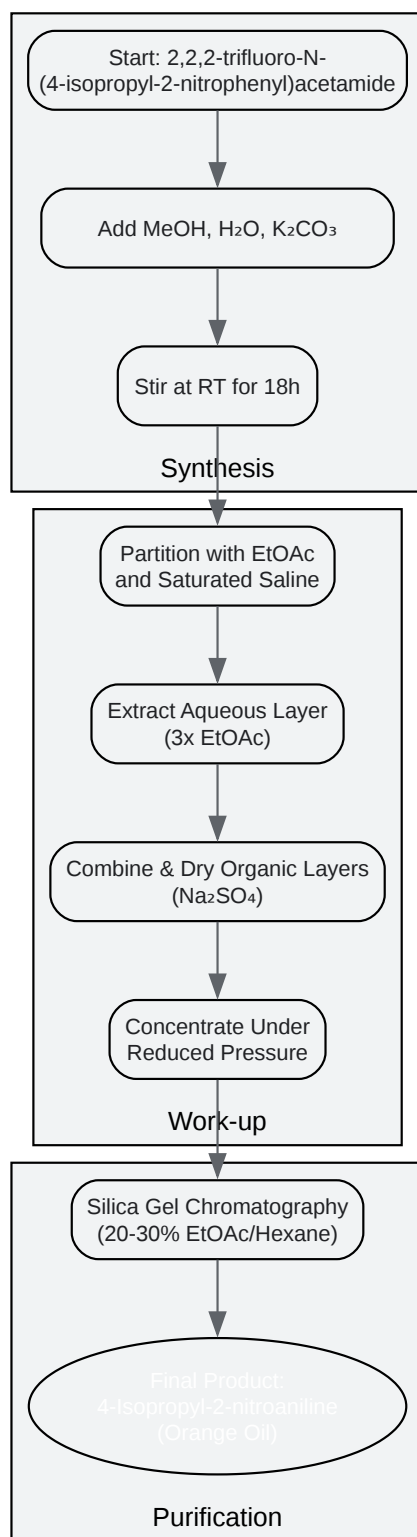 Start: 2,2,2-trifluoro-N-
(4-isopropyl-2-nitrophenyl)acetamide
Add MeOH, H₂O, K₂CO₃
Stir at RT for 18h
Synthesis
Partition with EtOAc
and Saturated Saline
Extract Aqueous Layer
(3x EtOAc)
Combine & Dry Organic Layers
(Na₂SO₄)
Concentrate Under
Reduced Pressure
Work-up
Silica Gel Chromatography
(20-30% EtOAc/Hexane)
Final Product:
4-Isopropyl-2-nitroaniline
(Orange Oil)
Purification